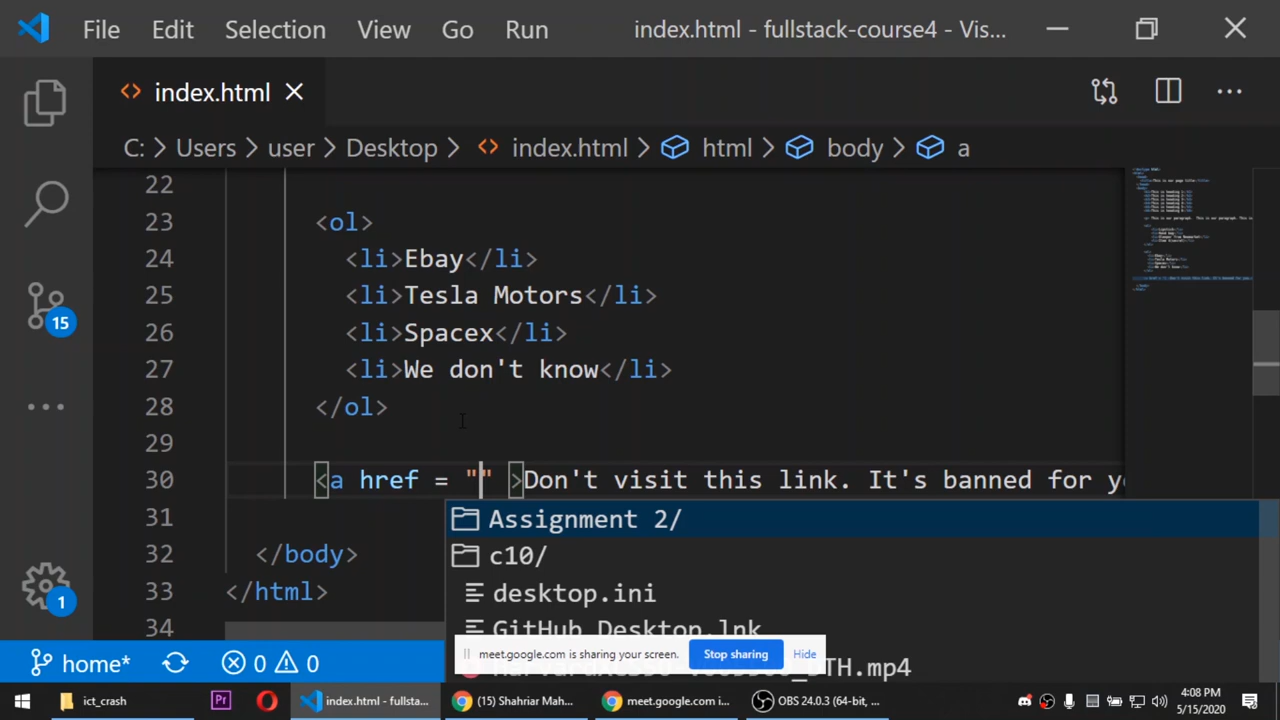 File Edit Selection View Go Run index.html - fullstack-course4 - Vis...
index.html
C: > Users > user > Desktop > index.html > html > body > a
22
23 <ol>
24 <li>Ebay</li>
25 <li>Tesla Motors</li>
26 <li>Spacex</li>
27 <li>We don't know</li>
28 </ol>
29
30 <a href = "" >Don't visit this link. It's banned for y
31
Assignment 2/
32 </body>
c10/
33 </html>
desktop.ini
34
GitHub Desktop.lnk
15
1
meet.google.com is sharing your screen. Stop sharing Hide
TH.mp4
home* 0 0
ict_crash index.html - fullstac... (15) Shahriar Mah... meet.google.com i... OBS 24.0.3 (64-bit, ... 4:08 PM
5/15/2020
Pr